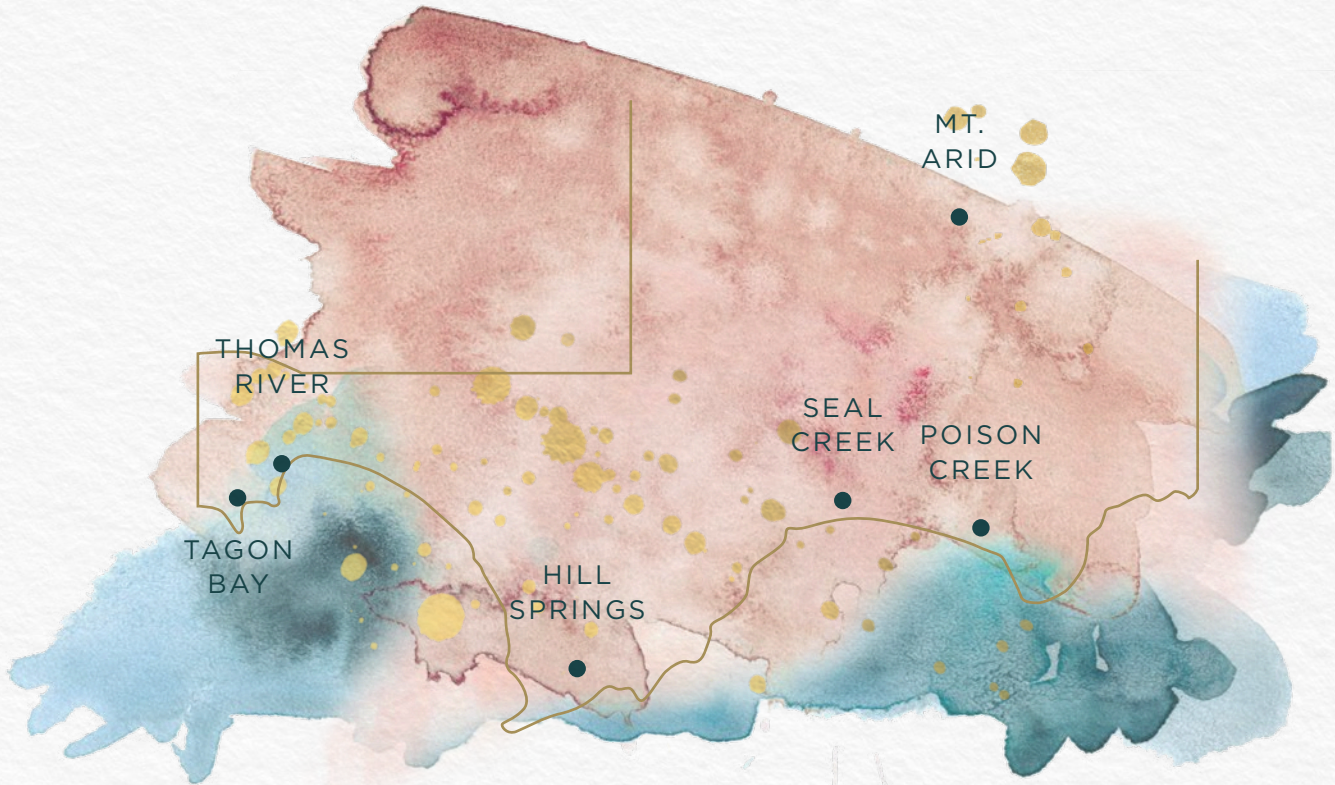 MT.
ARID
THOMAS
RIVER
SEAL
CREEK
POISON
CREEK
TAGON
BAY
HILL
SPRINGS